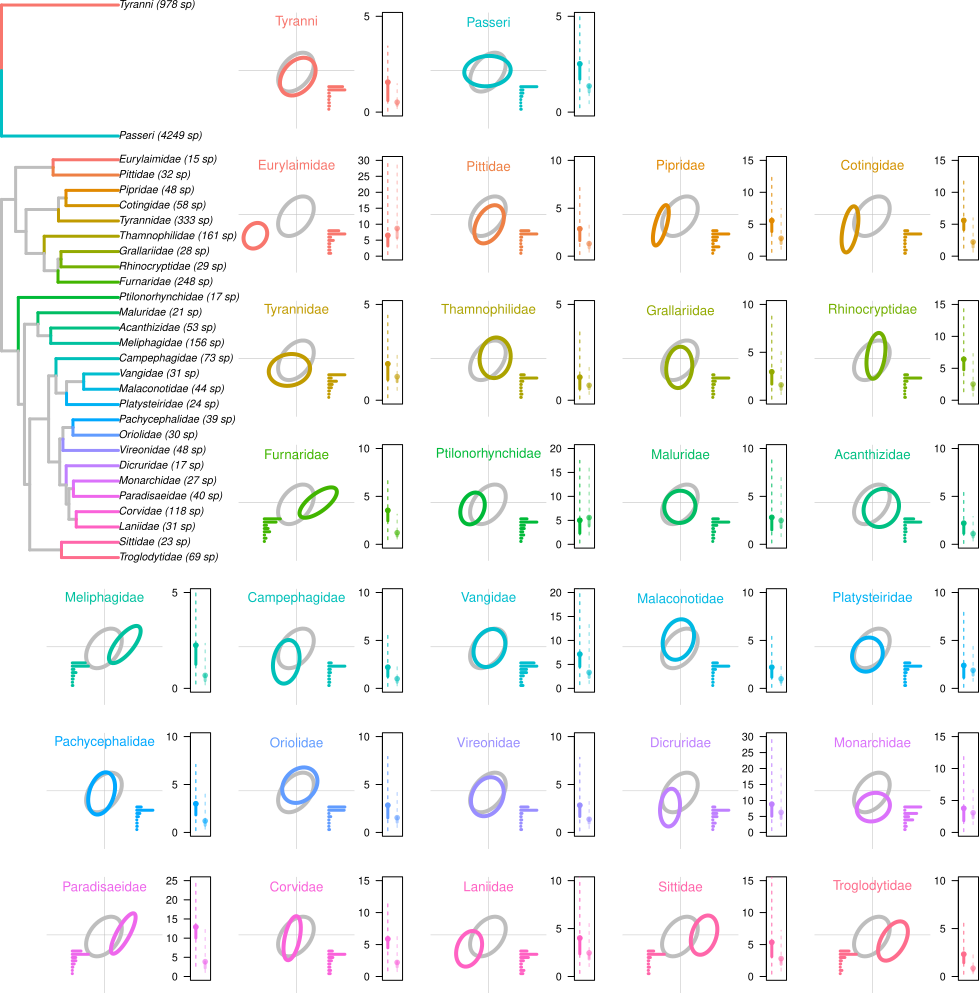 Tyranni (978 sp)
Passeri (4249 sp)
Tyranni
5
0
Passeri
5
0
Eurylaimidae (15 sp)
Pittidae (32 sp)
Pipridae (48 sp)
Cotingidae (58 sp)
Tyrannidae (333 sp)
Thamnophilidae (161 sp)
Grallariidae (28 sp)
Rhinocryptidae (29 sp)
Furnaridae (248 sp)
Ptilonorhynchidae (17 sp)
Maluridae (21 sp)
Acanthizidae (53 sp)
Meliphagidae (156 sp)
Campephagidae (73 sp)
Vangidae (31 sp)
Malaconotidae (44 sp)
Platysteiridae (24 sp)
Pachycephalidae (39 sp)
Oriolidae (30 sp)
Vireonidae (48 sp)
Dicruridae (17 sp)
Monarchidae (27 sp)
Paradisaeidae (40 sp)
Corvidae (118 sp)
Laniidae (31 sp)
Sittidae (23 sp)
Troglodytidae (69 sp)
Eurylaimidae
30
25
20
15
10
5
0
Pittidae
10
5
0
Pipridae
15
10
5
0
Cotingidae
15
10
5
0
Tyrannidae
5
0
Thamnophilidae
5
0
Grallariidae
10
5
0
Rhinocryptidae
15
10
5
0
Furnaridae
10
5
0
Ptilonorhynchidae
20
15
10
5
0
Maluridae
10
5
0
Acanthizidae
10
5
0
Meliphagidae
5
0
Campephagidae
10
5
0
Vangidae
20
15
10
5
0
Malaconotidae
10
5
0
Platysteiridae
10
5
0
Pachycephalidae
10
5
0
Oriolidae
10
5
0
Vireonidae
10
5
0
Dicruridae
30
25
20
15
10
5
0
Monarchidae
15
10
5
0
Paradisaeidae
25
20
15
10
5
0
Corvidae
15
10
5
0
Laniidae
15
10
5
0
Sittidae
15
10
5
0
Troglodytidae
10
5
0